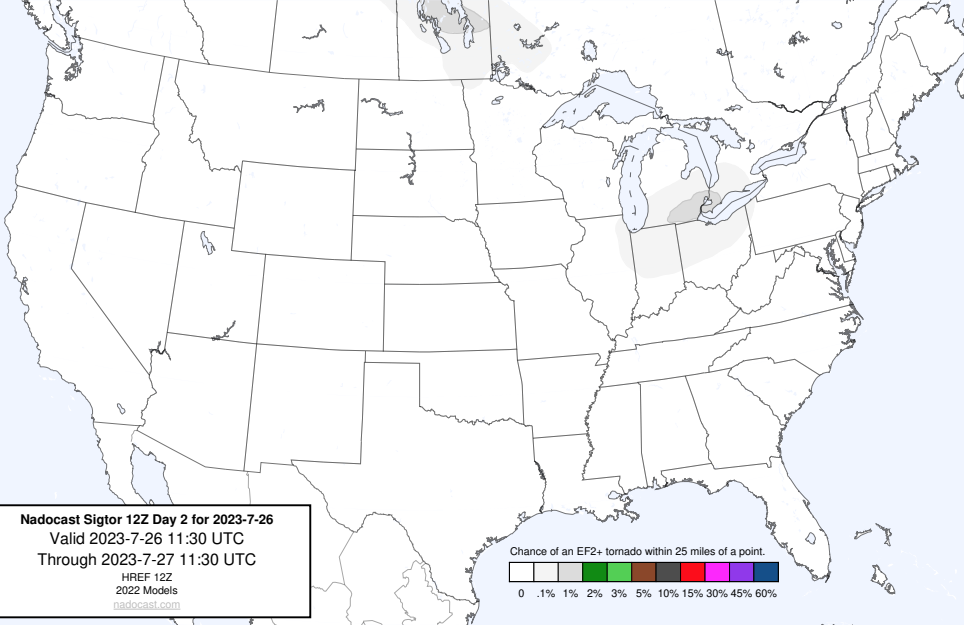 Nadocast Sigtor 12Z Day 2 for 2023-7-26
Valid 2023-7-26 11:30 UTC
Through 2023-7-27 11:30 UTC
HREF 12Z
2022 Models
nadocast.com
Chance of an EF2+ tornado within 25 miles of a point.
0 .1% 1% 2% 3% 5% 10% 15% 30% 45% 60%